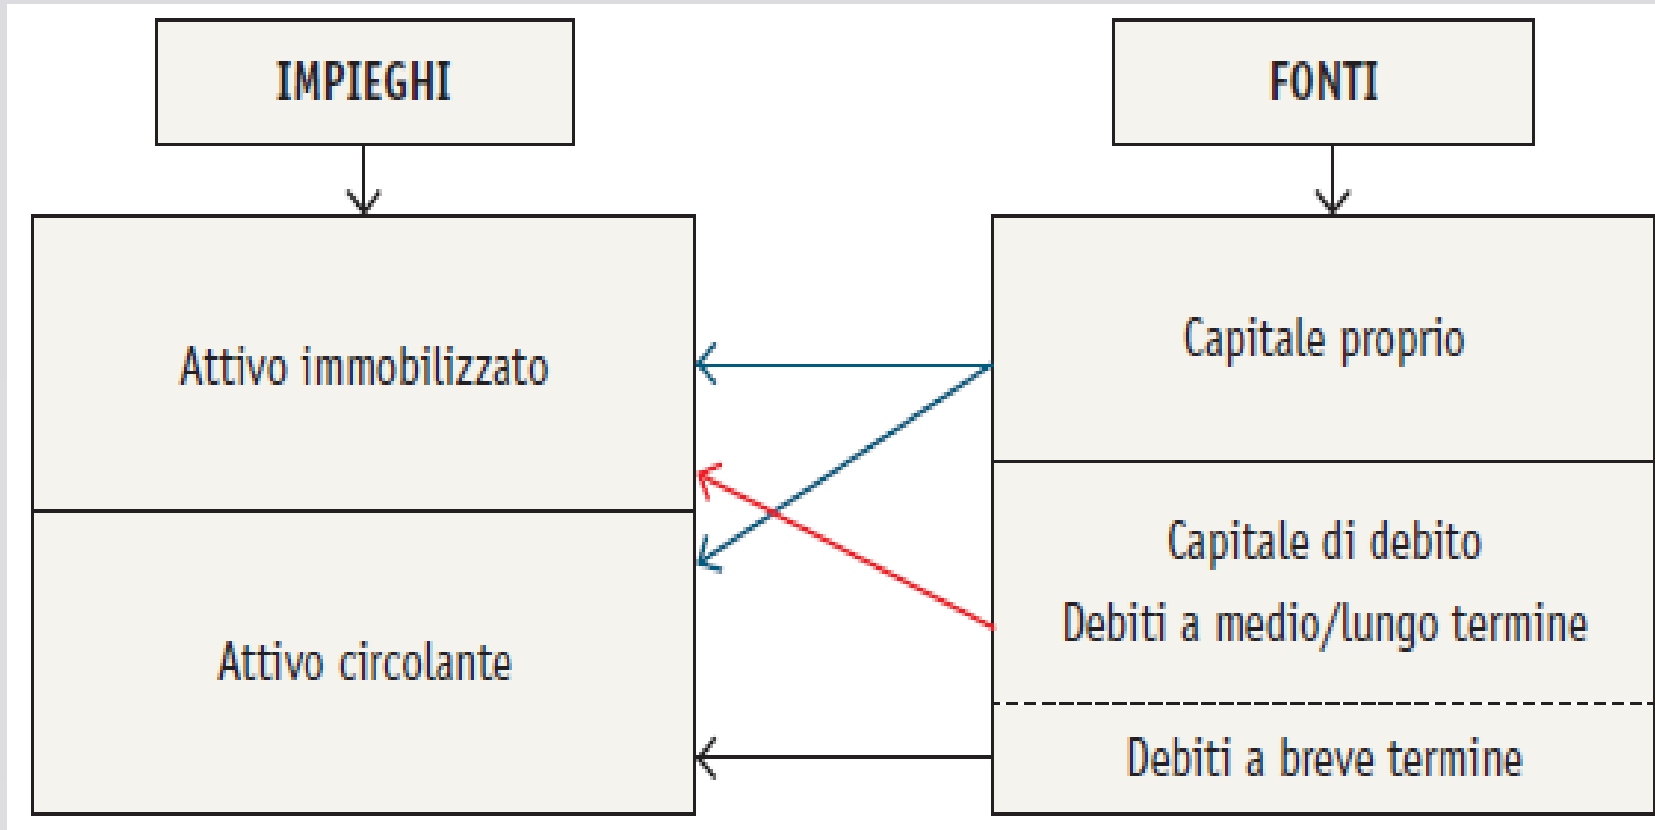 IMPIEGHI
FONTI
Attivo immobilizzato
Attivo circolante
Capitale proprio
Capitale di debito
Debiti a medio/lungo termine
Debiti a breve termine